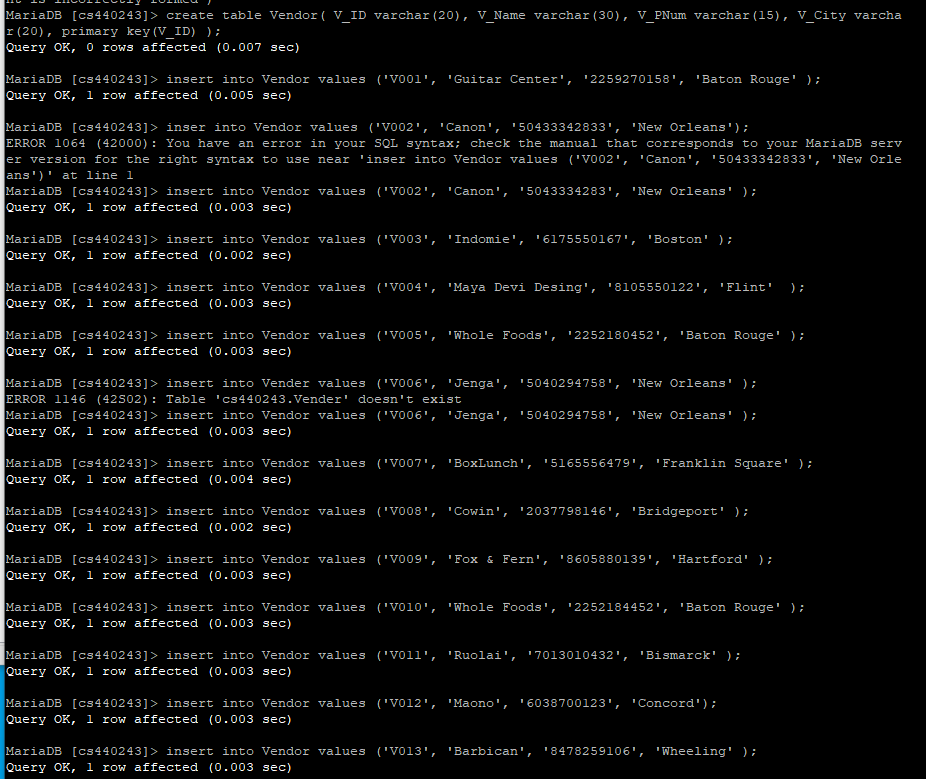 nt is incorrectly formed')
MariaDB [cs440243]> create table Vendor( V_ID varchar(20), V_Name varchar(30), V_PNum varchar(15), V_City varcha
r(20), primary key(V_ID) );
Query OK, 0 rows affected (0.007 sec)
MariaDB [cs440243]> insert into Vendor values ('V001', 'Guitar Center', '2259270158', 'Baton Rouge' );
Query OK, 1 row affected (0.005 sec)
MariaDB [cs440243]> inser into Vendor values ('V002', 'Canon', '50433342833', 'New Orleans');
ERROR 1064 (42000): You have an error in your SQL syntax; check the manual that corresponds to your MariaDB serv
er version for the right syntax to use near 'inser into Vendor values ('V002', 'Canon', '50433342833', 'New Orle
ans')' at line 1
MariaDB [cs440243]> insert into Vendor values ('V002', 'Canon', '5043334283', 'New Orleans' );
Query OK, 1 row affected (0.003 sec)
MariaDB [cs440243]> insert into Vendor values ('V003', 'Indomie', '6175550167', 'Boston' );
Query OK, 1 row affected (0.002 sec)
MariaDB [cs440243]> insert into Vendor values ('V004', 'Maya Devi Desing', '8105550122', 'Flint'  );
Query OK, 1 row affected (0.003 sec)
MariaDB [cs440243]> insert into Vendor values ('V005', 'Whole Foods', '2252180452', 'Baton Rouge' );
Query OK, 1 row affected (0.003 sec)
MariaDB [cs440243]> insert into Vender values ('V006', 'Jenga', '5040294758', 'New Orleans' );
ERROR 1146 (42S02): Table 'cs440243.Vender' doesn't exist
MariaDB [cs440243]> insert into Vendor values ('V006', 'Jenga', '5040294758', 'New Orleans' );
Query OK, 1 row affected (0.003 sec)
MariaDB [cs440243]> insert into Vendor values ('V007', 'BoxLunch', '5165556479', 'Franklin Square' );
Query OK, 1 row affected (0.004 sec)
MariaDB [cs440243]> insert into Vendor values ('V008', 'Cowin', '2037798146', 'Bridgeport' );
Query OK, 1 row affected (0.002 sec)
MariaDB [cs440243]> insert into Vendor values ('V009', 'Fox & Fern', '8605880139', 'Hartford' );
Query OK, 1 row affected (0.003 sec)
MariaDB [cs440243]> insert into Vendor values ('V010', 'Whole Foods', '2252184452', 'Baton Rouge' );
Query OK, 1 row affected (0.003 sec)
MariaDB [cs440243]> insert into Vendor values ('V011', 'Ruolai', '7013010432', 'Bismarck' );
Query OK, 1 row affected (0.003 sec)
MariaDB [cs440243]> insert into Vendor values ('V012', 'Maono', '6038700123', 'Concord');
Query OK, 1 row affected (0.003 sec)
MariaDB [cs440243]> insert into Vendor values ('V013', 'Barbican', '8478259106', 'Wheeling' );
Query OK, 1 row affected (0.003 sec)